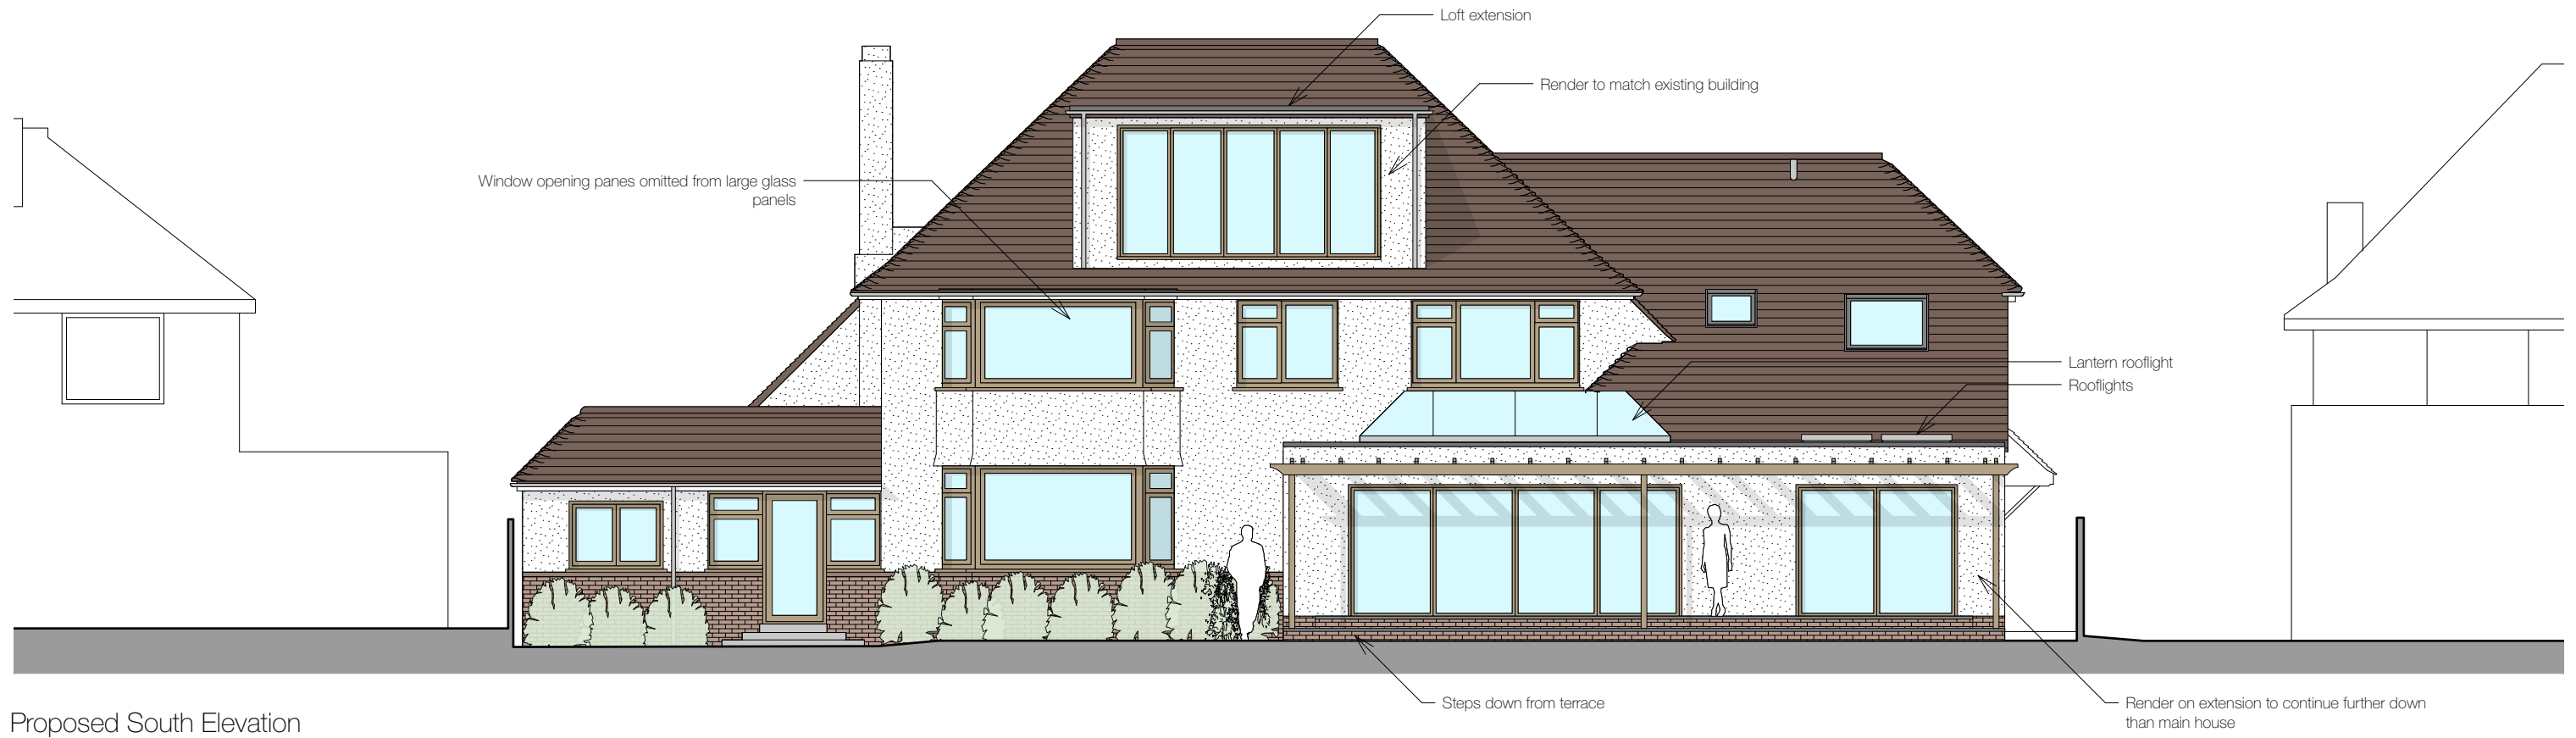 Loft extension
Render to match existing building
Window opening panes omitted from large glass
panels
Lantern rooflight
Rooflights
Steps down from terrace
Render on extension to continue further down
than main house
Proposed South Elevation